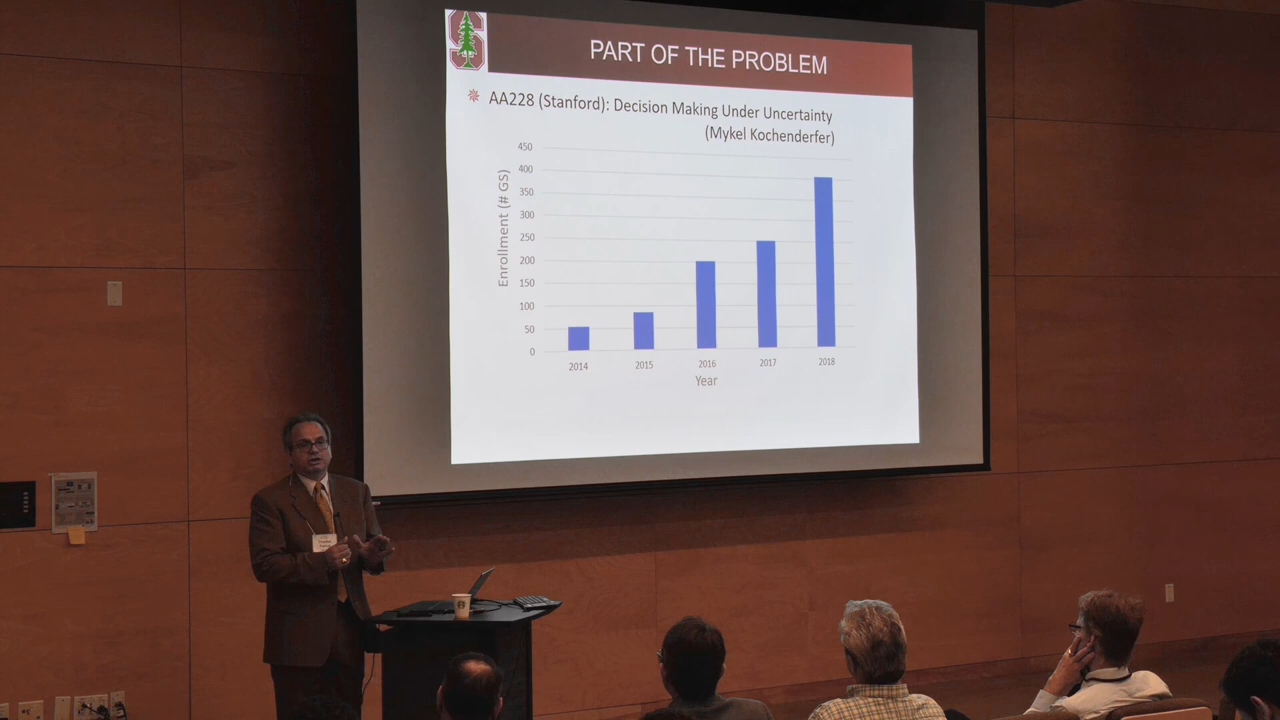 S
PART OF THE PROBLEM
AA228 (Stanford): Decision Making Under Uncertainty
(Mykel Kochenderfer)
Enrollment (# GS)
450
400
350
300
250
200
150
100
50
0
2014 2015 2016 2017 2018
Year